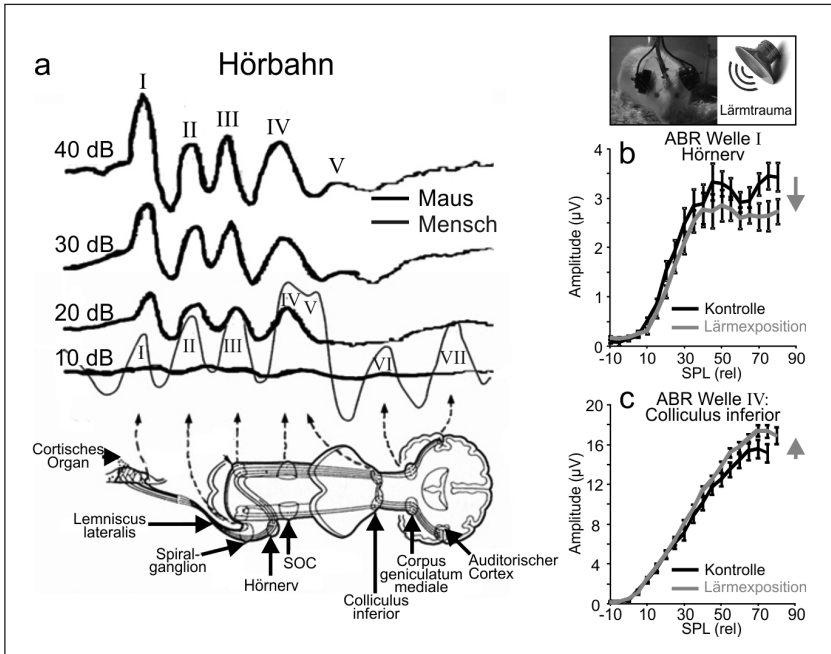 a
Hörbahn
I
II
III
IV
V
40 dB
Maus
Mensch
30 dB
20 dB
IV
V
10 dB
I
II
III
VI
VII
Cortisches
Organ
Lemniscus
lateralis
Spiral-
ganglion
Hörnerv
SOC
Colliculus
inferior
Corpus
geniculatum
mediale
Auditorischer
Cortex
Lärmtrauma
b
ABR Welle I
Hörnerv
Amplitude (µV)
4
3
2
1
0
Kontrolle
Lärmexposition
-10 10 30 50 70 90
SPL (rel)
c
ABR Welle IV:
Colliculus inferior
Amplitude (µV)
20
16
12
8
4
0
Kontrolle
Lärmexposition
-10 10 30 50 70 90
SPL (rel)